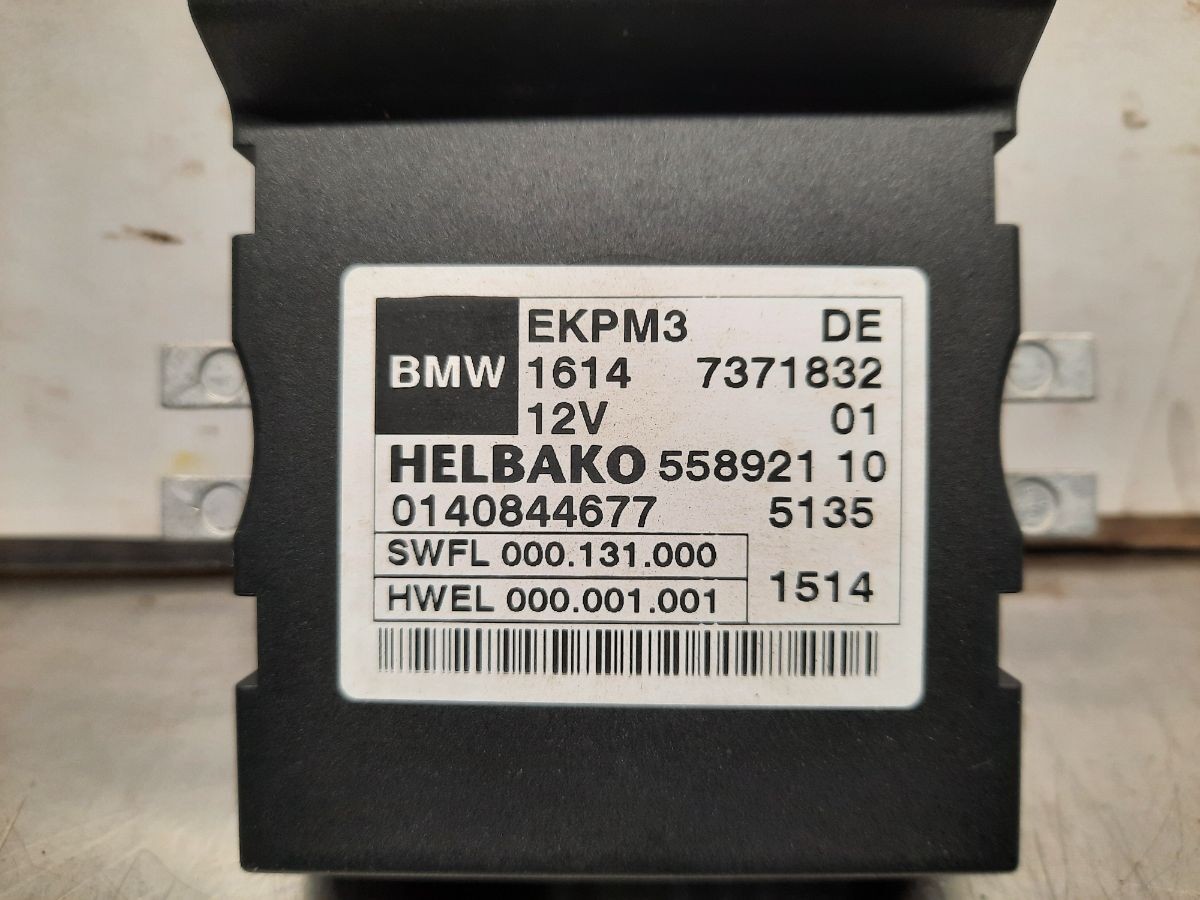 BMW
EKPM3 DE
1614 7371832
12V 01
HELBAKO 558921 10
0140844677 5135
SWFL 000.131.000
HWEL 000.001.001
1514